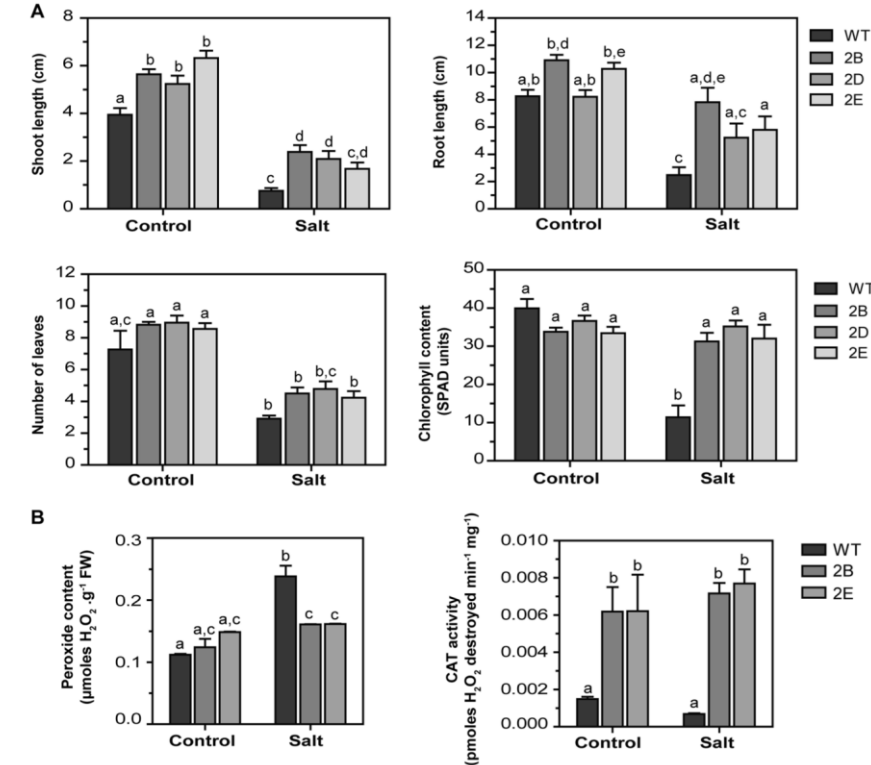 A
Shoot length (cm)
8
6
4
2
0
a
b
b
b
c
d
d
c,d
Control
Salt
Root length (cm)
14
12
10
8
6
4
2
0
a,b
b,d
a,b
b,e
c
a,d,e
a,c
a
Control
Salt
WT
2B
2D
2E
Number of leaves
12
10
8
6
4
2
0
a,c
a
a
a
b
b
b,c
b
Control
Salt
Chlorophyll content
(SPAD units)
50
40
30
20
10
0
a
a
a
a
b
a
a
a
Control
Salt
WT
2B
2D
2E
B
Peroxide content
(µmoles H₂O₂ .g⁻¹ FW)
0.3
0.2
0.1
0.0
a
a,c
a,c
b
c
c
Control
Salt
CAT activity
(pmoles H₂O₂ destroyed min⁻¹ mg⁻¹)
0.010
0.008
0.006
0.004
0.002
0.000
a
b
b
a
b
b
Control
Salt
WT
2B
2E